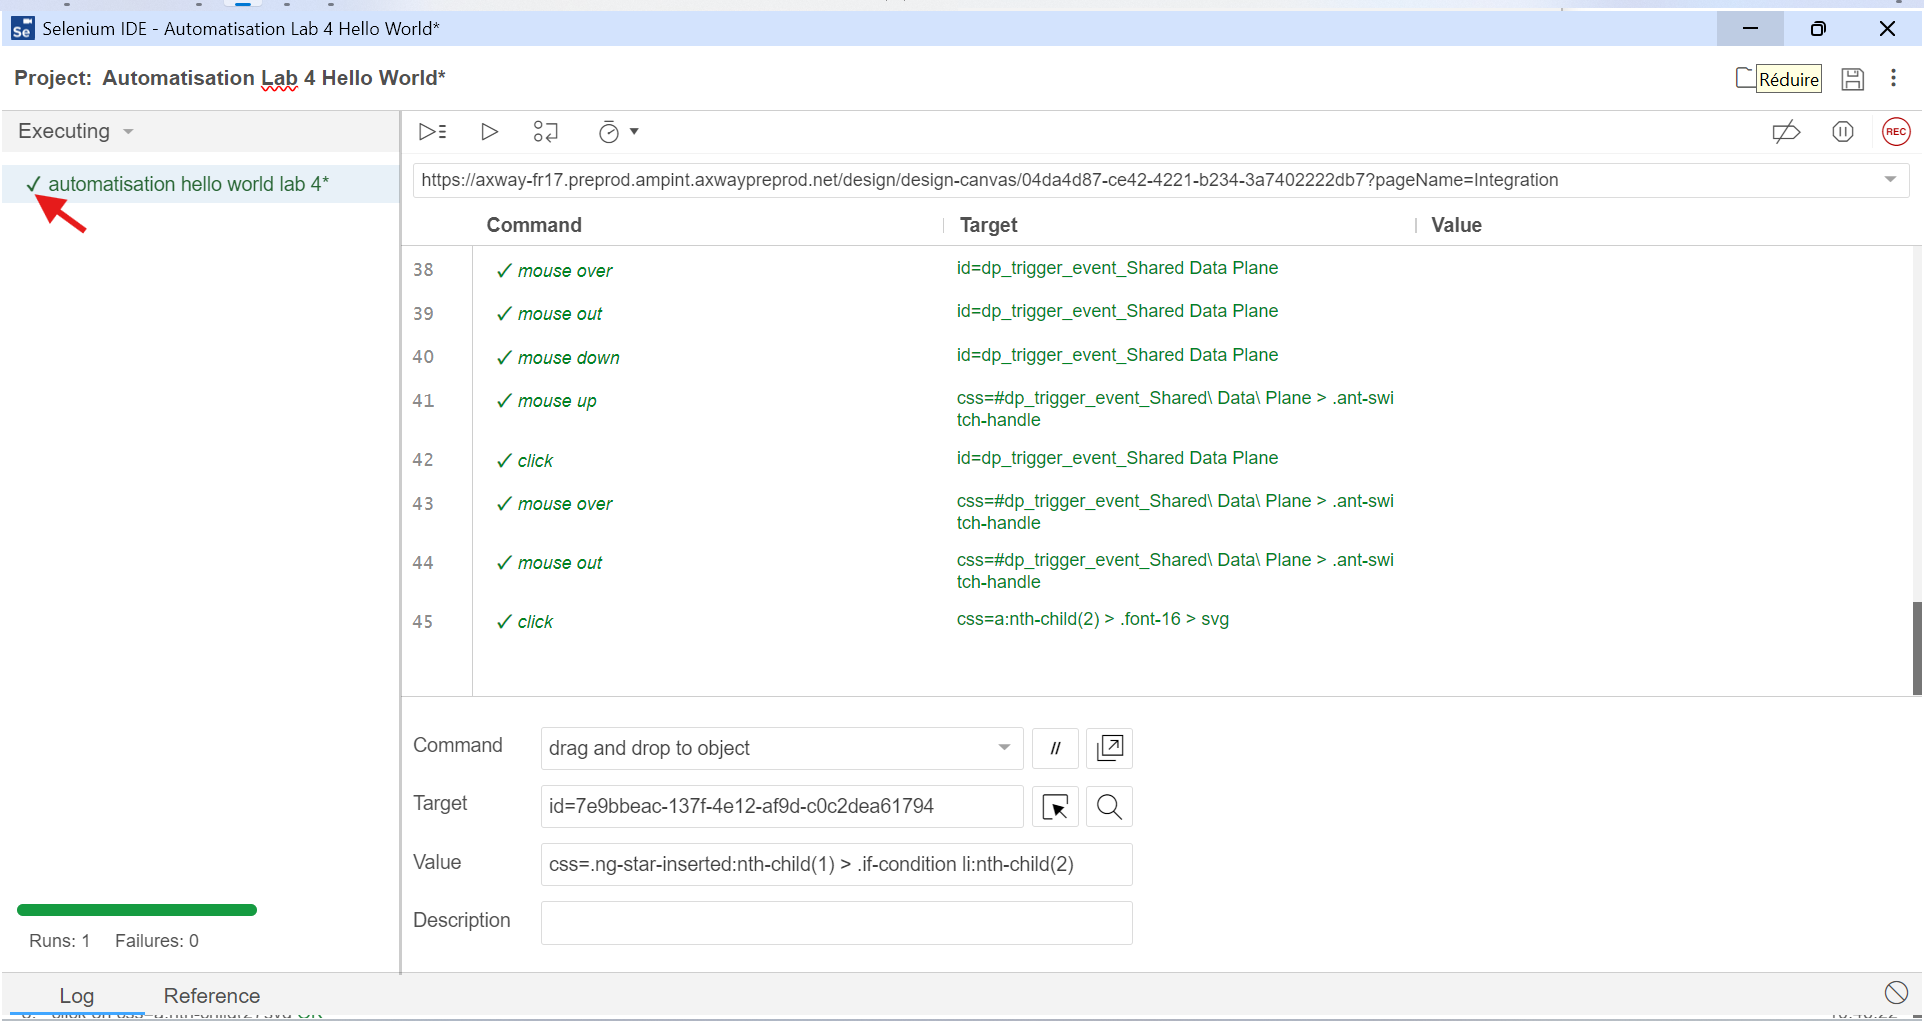 Selenium IDE - Automatisation Lab 4 Hello World*
Project: Automatisation Lab 4 Hello World*
Réduire
Executing
REC
✓ automatisation hello world lab 4*
https://axway-fr17.preprod.ampint.axwaypreprod.net/design/design-canvas/04da4d87-ce42-4221-b234-3a7402222db7?pageName=Integration
Command Target Value
38 ✓ mouse over id=dp_trigger_event_Shared Data Plane
39 ✓ mouse out id=dp_trigger_event_Shared Data Plane
40 ✓ mouse down id=dp_trigger_event_Shared Data Plane
41 ✓ mouse up css=#dp_trigger_event_Shared\ Data\ Plane > .ant-swi
tch-handle
42 ✓ click id=dp_trigger_event_Shared Data Plane
43 ✓ mouse over css=#dp_trigger_event_Shared\ Data\ Plane > .ant-swi
tch-handle
44 ✓ mouse out css=#dp_trigger_event_Shared\ Data\ Plane > .ant-swi
tch-handle
45 ✓ click css=a:nth-child(2) > .font-16 > svg
Command drag and drop to object //
Target id=7e9bbeac-137f-4e12-af9d-c0c2dea61794
Value css=.ng-star-inserted:nth-child(1) > .if-condition li:nth-child(2)
Description
Runs: 1 Failures: 0
Log Reference